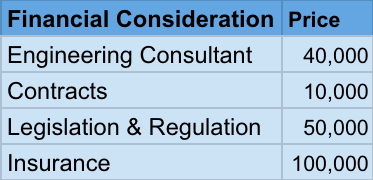 Financial Consideration Price
Engineering Consultant 40,000
Contracts 10,000
Legislation & Regulation 50,000
Insurance 100,000